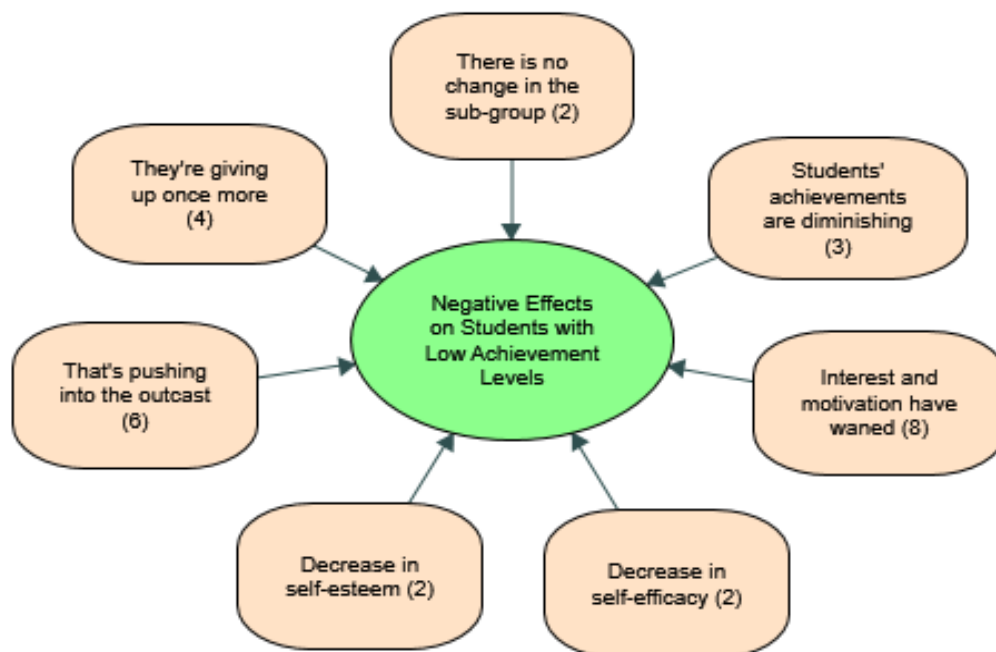 There is no
change in the
sub-group (2)
They're giving
up once more
(4)
Students'
achievements
are diminishing
(3)
Negative Effects
on Students with
Low Achievement
Levels
That's pushing
into the outcast
(6)
Interest and
motivation have
waned (8)
Decrease in
self-esteem (2)
Decrease in
self-efficacy (2)